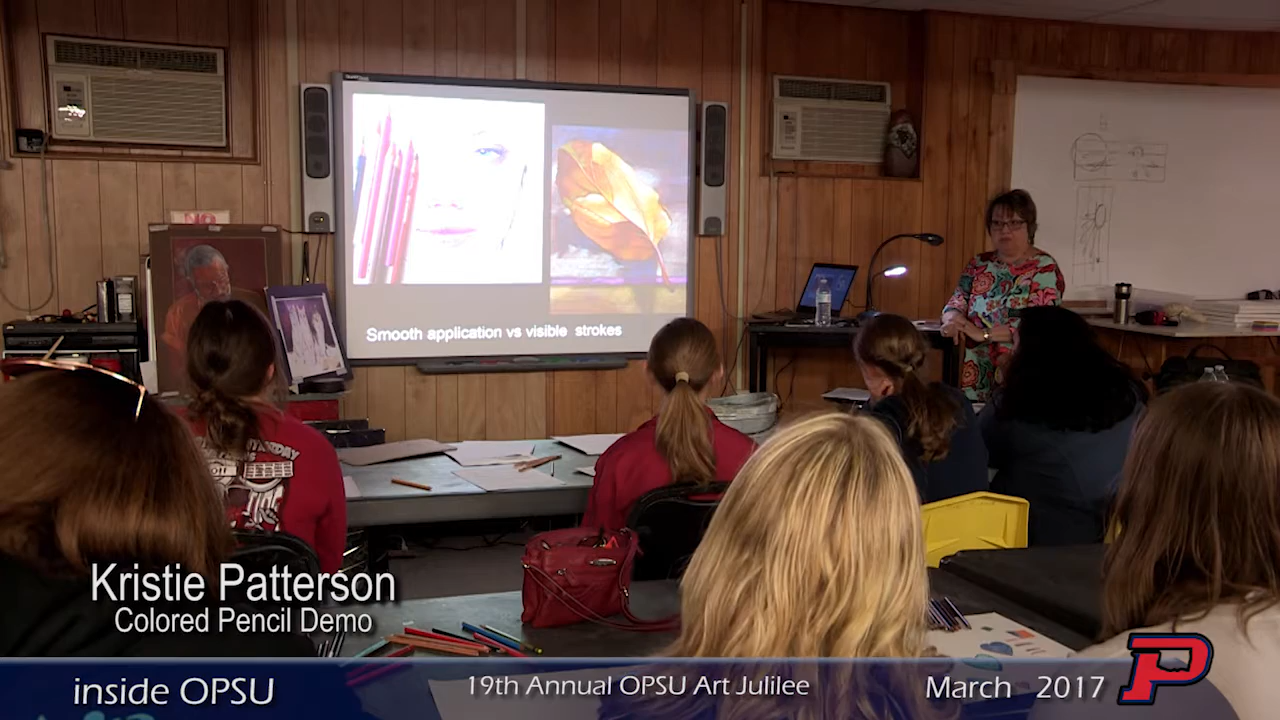 NO
Smooth application vs visible strokes
Kristie Patterson
Colored Pencil Demo
inside OPSU
19th Annual OPSU Art Julilee
March 2017
P